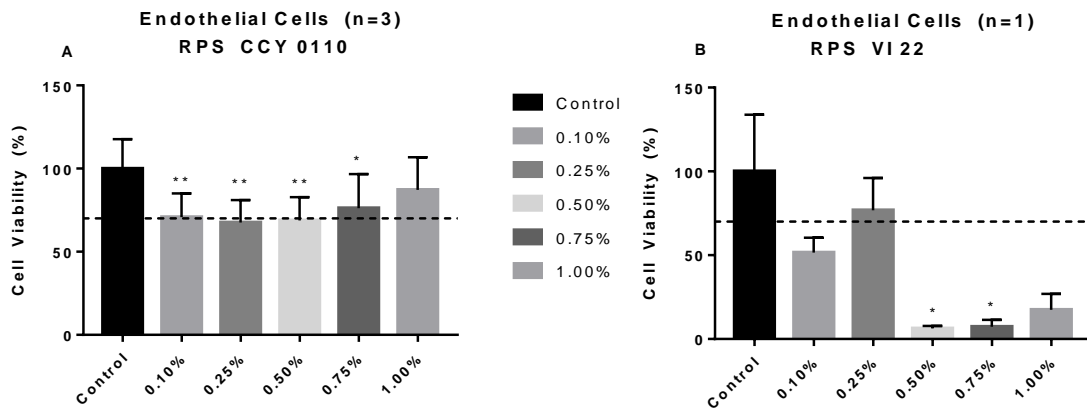 Endothelial Cells (n=3)
A
RPS CCY 0110
Cell Viability (%)
150
100
50
0
**
**
**
*
Control
0.10%
0.25%
0.50%
0.75%
1.00%
Control
0.10%
0.25%
0.50%
0.75%
1.00%
Endothelial Cells (n=1)
B
RPS VI 22
Cell Viability (%)
150
100
50
0
*
*
Control
0.10%
0.25%
0.50%
0.75%
1.00%